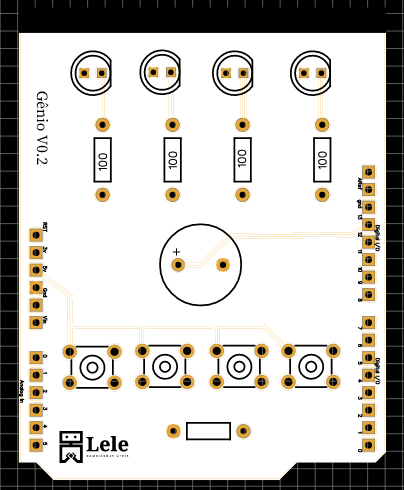 Gênio V0.2
100
100
100
100
+
ARef
gnd
13
12
11
10
9
8
Digital I/O
7
6
5
4
3
2
1
0
Digital I/O
RST
3v
5v
Gnd
Vin
0
1
2
3
4
5
Analog In
Lele